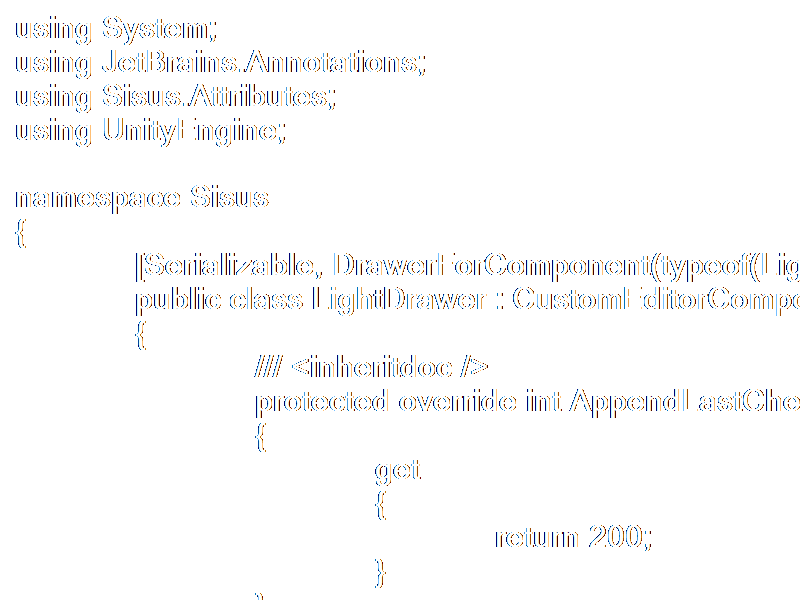 using System;
using JetBrains.Annotations;
using Sisus.Attributes;
using UnityEngine;
namespace Sisus
{
[Serializable, DrawerForComponent(typeof(Lig
public class LightDrawer : CustomEditorCompo
{
//// <inheritdoc />
protected override int AppendLastChe
{
get
{
return 200;
}
}